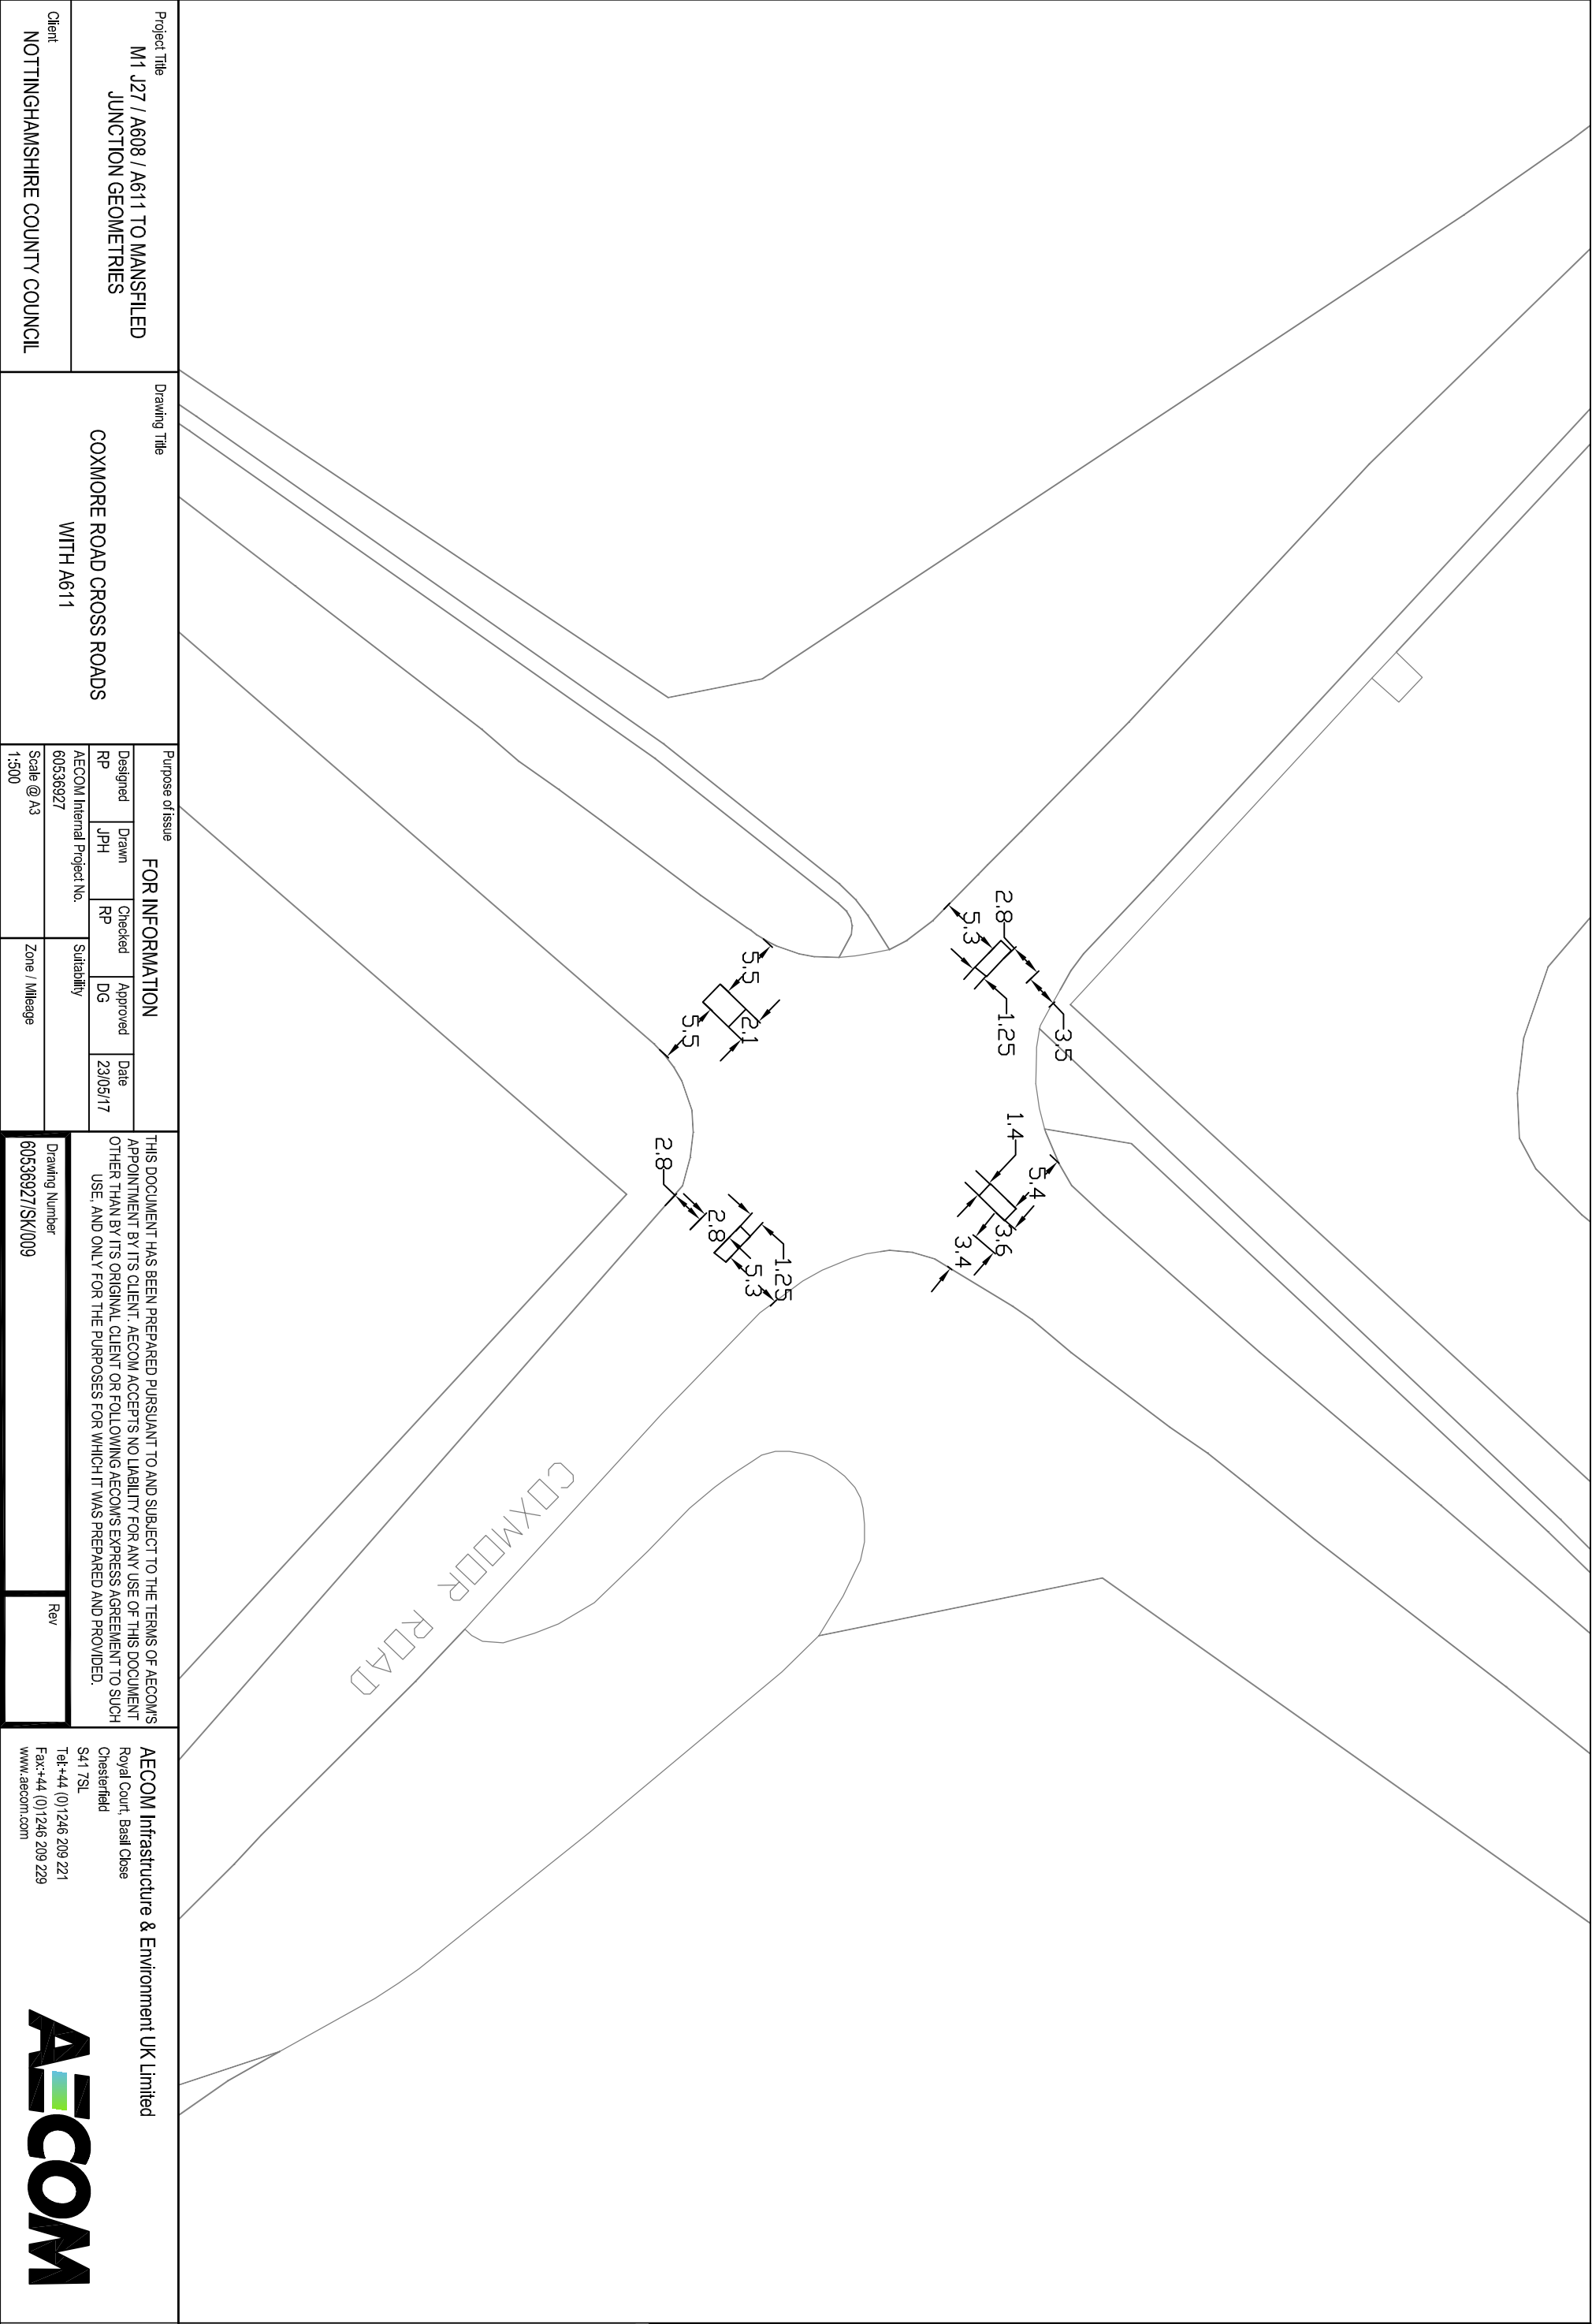 2.8
5.3
1.25
3.5
5.5
5.5
2.1
1.4
5.4
3.6
3.4
2.8
2.8
1.25
5.3
COXMOOR ROAD
Project Title
M1 J27 / A608 / A611 TO MANSFILED
JUNCTION GEOMETRIES
Client
NOTTINGHAMSHIRE COUNTY COUNCIL
Drawing Title
COXMORE ROAD CROSS ROADS
WITH A611
Purpose of issue
FOR INFORMATION
Designed
RP
Drawn
JPH
Checked
RP
Approved
DG
Date
23/05/17
AECOM Internal Project No.
60536927
Suitability
Scale @ A3
1:500
Zone / Mileage
THIS DOCUMENT HAS BEEN PREPARED PURSUANT TO AND SUBJECT TO THE TERMS OF AECOM'S
APPOINTMENT BY ITS CLIENT. AECOM ACCEPTS NO LIABILITY FOR ANY USE OF THIS DOCUMENT
OTHER THAN BY ITS ORIGINAL CLIENT OR FOLLOWING AECOM'S EXPRESS AGREEMENT TO SUCH
USE, AND ONLY FOR THE PURPOSES FOR WHICH IT WAS PREPARED AND PROVIDED.
Drawing Number
60536927/SK/009
Rev
AECOM Infrastructure & Environment UK Limited
Royal Court, Basil Close
Chesterfield
S41 7SL
Tel:+44 (0)1246 209 221
Fax:+44 (0)1246 209 229
www.aecom.com
AECOM